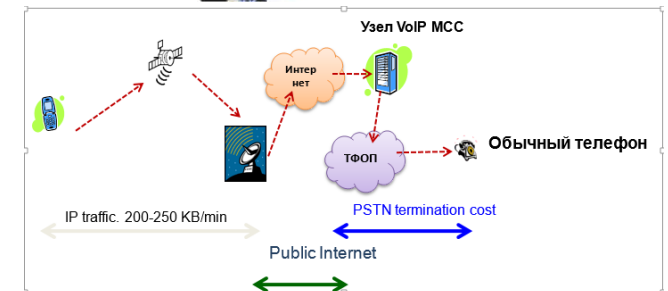 Узел VoIP МСС
Интер
нет
ТФОП
Обычный телефон
IP traffic. 200-250 KB/min
PSTN termination cost
Public Internet